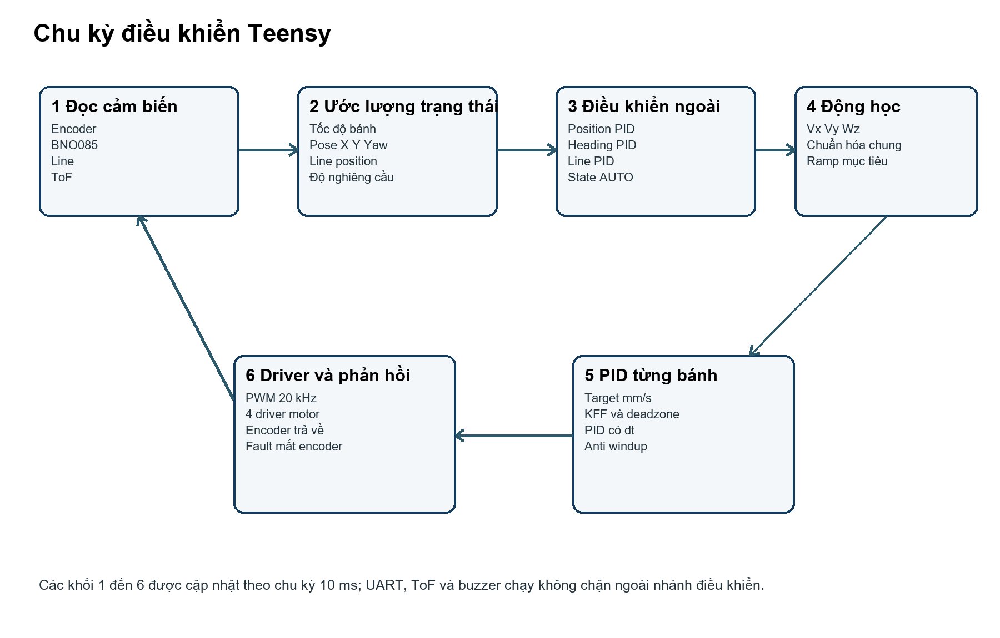 Chu kỳ điều khiển Teensy
1 Đọc cảm biến
Encoder
BNO085
Line
ToF
2 Ước lượng trạng thái
Tốc độ bánh
Pose X Y Yaw
Line position
Độ nghiêng cầu
3 Điều khiển ngoài
Position PID
Heading PID
Line PID
State AUTO
4 Động học
Vx Vy Wz
Chuẩn hóa chung
Ramp mục tiêu
5 PID từng bánh
Target mm/s
KFF và deadzone
PID có dt
Anti windup
6 Driver và phản hồi
PWM 20 kHz
4 driver motor
Encoder trả về
Fault mất encoder
Các khối 1 đến 6 được cập nhật theo chu kỳ 10 ms; UART, ToF và buzzer chạy không chặn ngoài nhánh điều khiển.